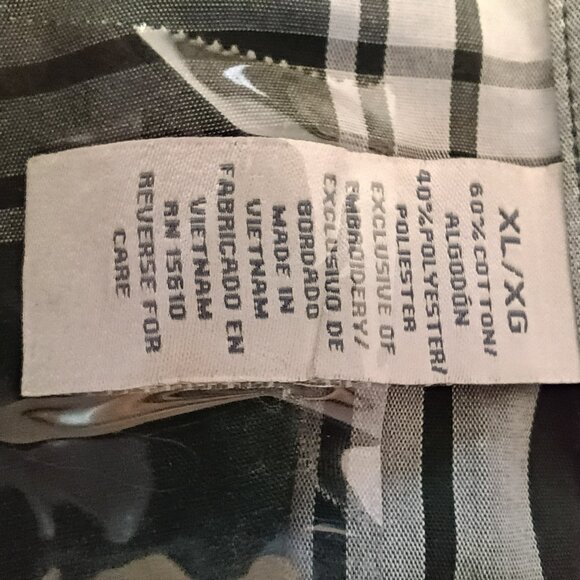 XL/XG
60% COTTON/
ALGODÓN
40% POLYESTER/
POLIESTER
EXCLUSIVE OF
EMBROIDERY/
EXCLUSIVO DE
BORDADO
MADE IN
VIETNAM
FABRICADO EN
VIETNAM
RN 15610
REVERSE FOR
CARE